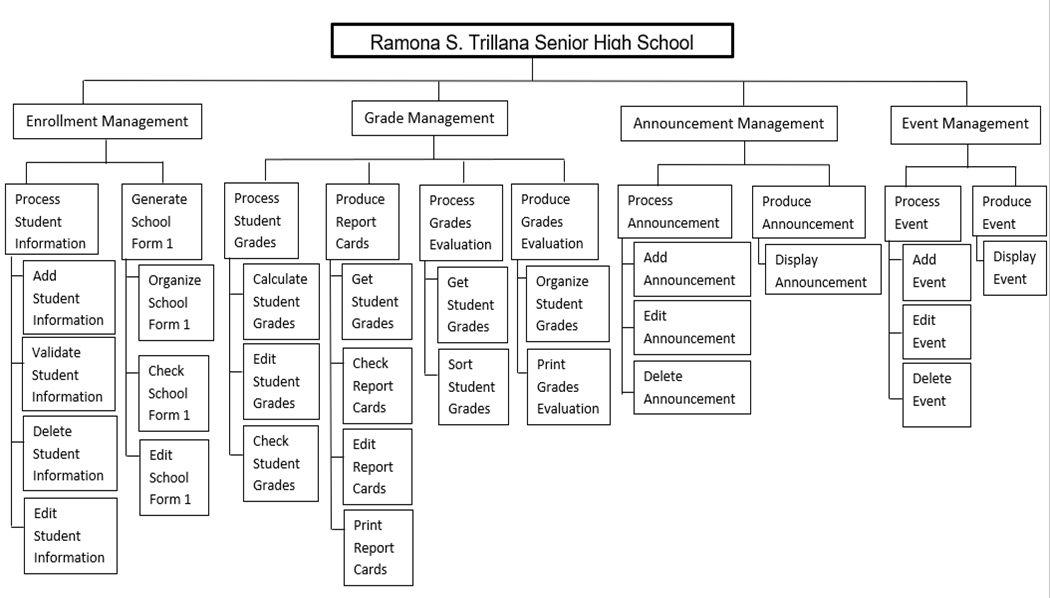 Ramona S. Trillana Senior High School
Enrollment Management
Grade Management
Announcement Management
Event Management
Process
Student
Information
Generate
School
Form 1
Process
Student
Grades
Produce
Report
Cards
Process
Grades
Evaluation
Produce
Grades
Evaluation
Process
Announcement
Produce
Announcement
Process
Event
Produce
Event
Add
Student
Information
Validate
Student
Information
Delete
Student
Information
Edit
Student
Information
Organize
School
Form 1
Check
School
Form 1
Edit
School
Form 1
Calculate
Student
Grades
Edit
Student
Grades
Check
Student
Grades
Get
Student
Grades
Check
Report
Cards
Edit
Report
Cards
Print
Report
Cards
Get
Student
Grades
Sort
Student
Grades
Organize
Student
Grades
Print
Grades
Evaluation
Add
Announcement
Edit
Announcement
Delete
Announcement
Display
Announcement
Add
Event
Edit
Event
Delete
Event
Display
Event